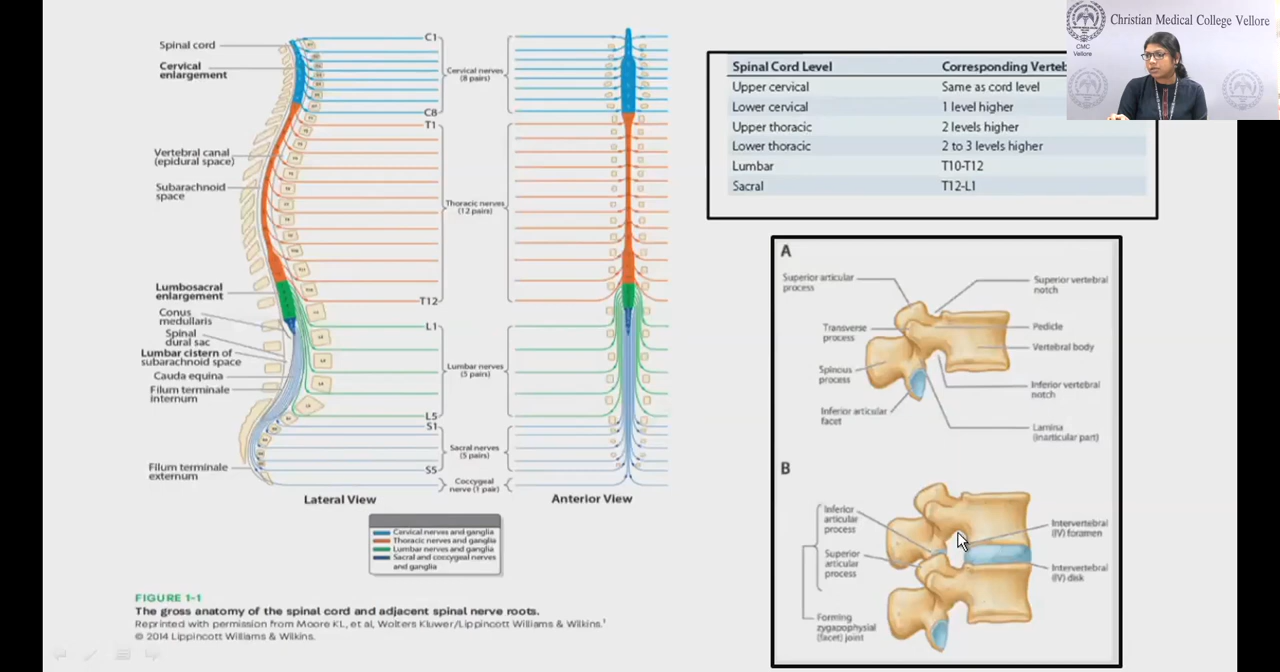 Christian Medical College Vellore
CMC
Vellore
Spinal cord
Cervical
enlargement
Vertebral canal
(epidural space)
Subarachnoid
space
Lumbosacral
enlargement
Conus
medullaris
Spinal
dural sac
Lumbar cistern of
subarachnoid space
Cauda equina
Filum terminale
internum
Filum terminale
externum
C1
C8
T1
T12
L1
L5
S1
S5
Cervical nerves
(8 pairs)
Thoracic nerves
(12 pairs)
Lumbar nerves
(5 pairs)
Sacral nerves
(5 pairs)
Coccygeal
nerve (1 pair)
Lateral View
Anterior View
Cervical nerves and ganglia
Thoracic nerves and ganglia
Lumbar nerves and ganglia
Sacral and coccygeal nerves
and ganglia
FIGURE 1-1
The gross anatomy of the spinal cord and adjacent spinal nerve roots.
Reprinted with permission from Moore KL, et al, Wolters Kluwer/Lippincott Williams & Wilkins.¹
© 2014 Lippincott Williams & Wilkins.
Spinal Cord Level Corresponding
Upper cervical Same as cord level
Lower cervical 1 level higher
Upper thoracic 2 levels higher
Lower thoracic 2 to 3 levels higher
Lumbar T10-T12
Sacral T12-L1
A
Superior articular
process
Transverse
process
Spinous
process
Inferior articular
facet
Superior vertebral
notch
Pedicle
Vertebral body
Inferior vertebral
notch
Lamina
(inarticular part)
B
Inferior
articular
process
Superior
articular
process
Forming
zygapophysial
(facet) joint
Intervertebral
(IV) foramen
Intervertebral
(IV) disk